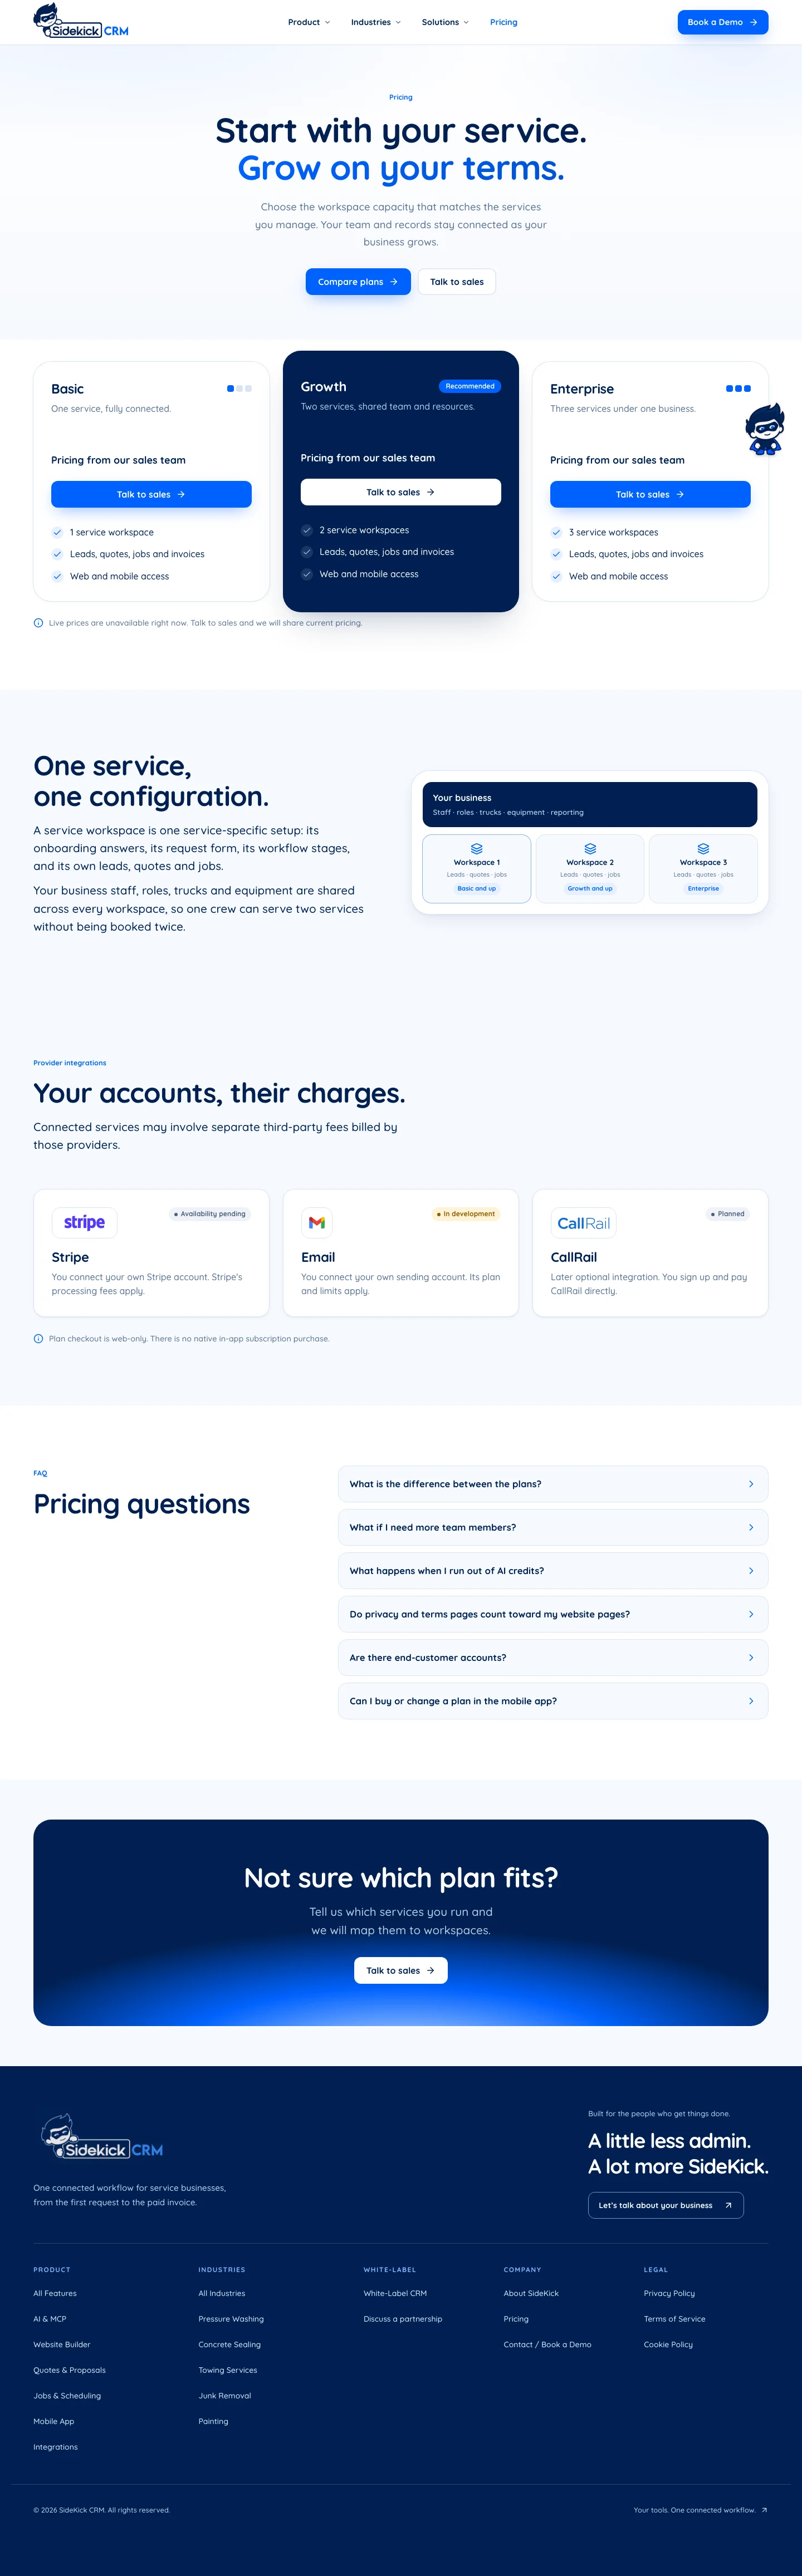 Sidekick CRM
Product
Industries
Solutions
Pricing
Book a Demo
Pricing
Start with your service.
Grow on your terms.
Choose the workspace capacity that matches the services
you manage. Your team and records stay connected as your
business grows.
Compare plans
Talk to sales
Basic
One service, fully connected.
Pricing from our sales team
Talk to sales
1 service workspace
Leads, quotes, jobs and invoices
Web and mobile access
Growth
Recommended
Two services, shared team and resources.
Pricing from our sales team
Talk to sales
2 service workspaces
Leads, quotes, jobs and invoices
Web and mobile access
Enterprise
Three services under one business.
Pricing from our sales team
Talk to sales
3 service workspaces
Leads, quotes, jobs and invoices
Web and mobile access
Live prices are unavailable right now. Talk to sales and we will share current pricing.
One service,
one configuration.
A service workspace is one service-specific setup: its
onboarding answers, its request form, its workflow stages,
and its own leads, quotes and jobs.
Your business staff, roles, trucks and equipment are shared
across every workspace, so one crew can serve two services
without being booked twice.
Your business
Staff · roles · trucks · equipment · reporting
Workspace 1
Leads · quotes · jobs
Basic and up
Workspace 2
Leads · quotes · jobs
Growth and up
Workspace 3
Leads · quotes · jobs
Enterprise
Provider integrations
Your accounts, their charges.
Connected services may involve separate third-party fees billed by
those providers.
stripe
Availability pending
Stripe
You connect your own Stripe account. Stripe's
processing fees apply.
In development
Email
You connect your own sending account. Its plan
and limits apply.
CallRail
Planned
CallRail
Later optional integration. You sign up and pay
CallRail directly.
Plan checkout is web-only. There is no native in-app subscription purchase.
FAQ
Pricing questions
What is the difference between the plans?
What if I need more team members?
What happens when I run out of AI credits?
Do privacy and terms pages count toward my website pages?
Are there end-customer accounts?
Can I buy or change a plan in the mobile app?
Not sure which plan fits?
Tell us which services you run and
we will map them to workspaces.
Talk to sales
Sidekick CRM
One connected workflow for service businesses,
from the first request to the paid invoice.
Built for the people who get things done.
A little less admin.
A lot more SideKick.
Let's talk about your business
PRODUCT
All Features
AI & MCP
Website Builder
Quotes & Proposals
Jobs & Scheduling
Mobile App
Integrations
INDUSTRIES
All Industries
Pressure Washing
Concrete Sealing
Towing Services
Junk Removal
Painting
WHITE-LABEL
White-Label CRM
Discuss a partnership
COMPANY
About SideKick
Pricing
Contact / Book a Demo
LEGAL
Privacy Policy
Terms of Service
Cookie Policy
© 2026 SideKick CRM. All rights reserved.
Your tools. One connected workflow.